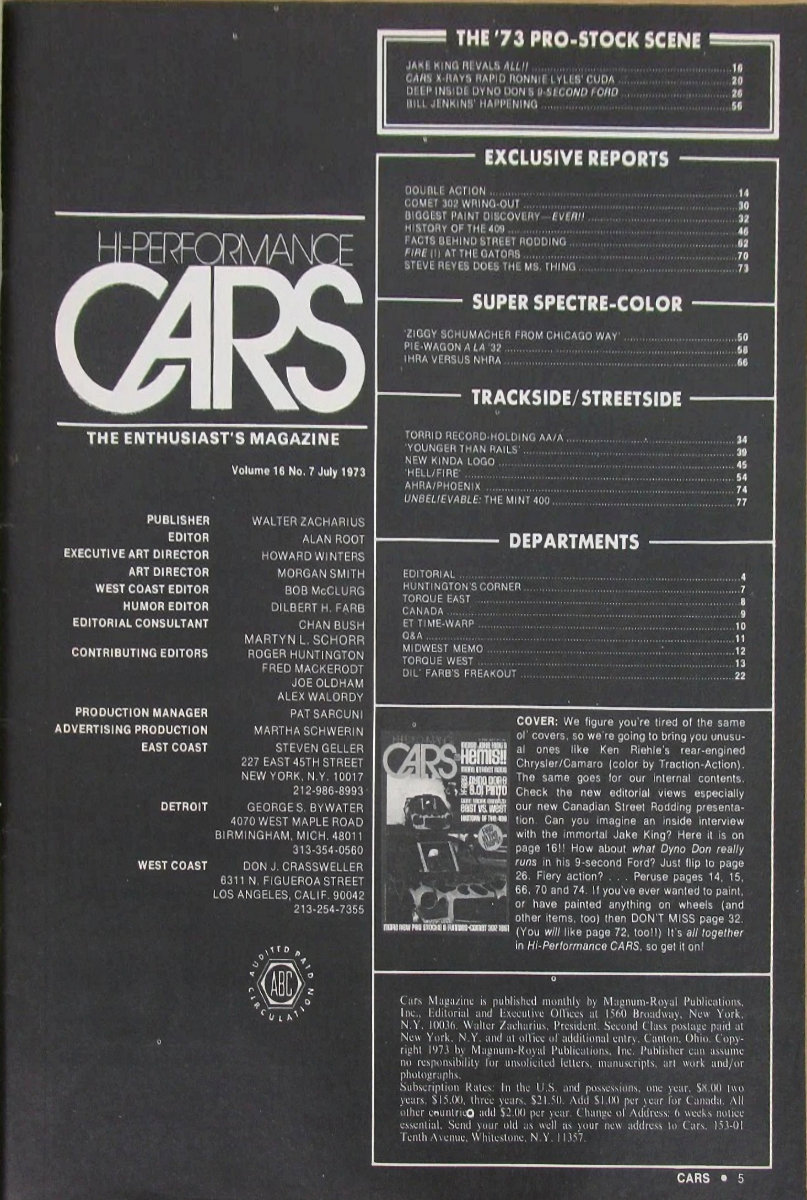 HI-PERFORMANCE
CARS
THE ENTHUSIAST'S MAGAZINE
Volume 16 No. 7 July 1973
PUBLISHER WALTER ZACHARIUS
EDITOR ALAN ROOT
EXECUTIVE ART DIRECTOR HOWARD WINTERS
ART DIRECTOR MORGAN SMITH
WEST COAST EDITOR BOB McCLURG
HUMOR EDITOR DILBERT H. FARB
EDITORIAL CONSULTANT CHAN BUSH
MARTYN L. SCHORR
CONTRIBUTING EDITORS ROGER HUNTINGTON
FRED MACKERODT
JOE OLDHAM
ALEX WALORDY
PRODUCTION MANAGER PAT SARCUNI
ADVERTISING PRODUCTION MARTHA SCHWERIN
EAST COAST STEVEN GELLER
227 EAST 45TH STREET
NEW YORK, N.Y. 10017
212-986-8993
DETROIT GEORGE S. BYWATER
4070 WEST MAPLE ROAD
BIRMINGHAM, MICH. 48011
313-354-0560
WEST COAST DON J. CRASSWELLER
6311 N. FIGUEROA STREET
LOS ANGELES, CALIF. 90042
213-254-7355
AUDITED PAID
ABC
CIRCULATION
THE '73 PRO-STOCK SCENE
JAKE KING REVALS ALL!! 16
CARS X-RAYS RAPID RONNIE LYLES' CUDA 20
DEEP INSIDE DYNO DON'S 9-SECOND FORD 26
BILL JENKINS' HAPPENING 56
EXCLUSIVE REPORTS
DOUBLE ACTION 14
COMET 302 WRING-OUT 30
BIGGEST PAINT DISCOVERY—EVER!! 32
HISTORY OF THE 409 46
FACTS BEHIND STREET RODDING 62
FIRE (!) AT THE GATORS 70
STEVE REYES DOES THE MS. THING 73
SUPER SPECTRE-COLOR
'ZIGGY SCHUMACHER FROM CHICAGO WAY' 50
PIE-WAGON A LA '32 58
IHRA VERSUS NHRA 66
TRACKSIDE/STREETSIDE
TORRID RECORD-HOLDING AA/A 34
'YOUNGER THAN RAILS' 39
NEW KINDA LOGO 45
'HELL/FIRE' 54
AHRA/PHOENIX 74
UNBELIEVABLE: THE MINT 400 77
DEPARTMENTS
EDITORIAL 4
HUNTINGTON'S CORNER 7
TORQUE EAST 8
CANADA 9
ET TIME-WARP 10
Q&A 11
MIDWEST MEMO 12
TORQUE WEST 13
DIL' FARB'S FREAKOUT 22
CARS
HEMIS!!
EAST VS. WEST
HISTORY OF THE 409
COVER: We figure you're tired of the same
ol' covers, so we're going to bring you unusu-
al ones like Ken Riehle's rear-engined
Chrysler/Camaro (color by Traction-Action).
The same goes for our internal contents.
Check the new editorial views especially
our new Canadian Street Rodding presenta-
tion. Can you imagine an inside interview
with the immortal Jake King? Here it is on
page 16!! How about what Dyno Don really
runs in his 9-second Ford? Just flip to page
26. Fiery action? . . . Peruse pages 14, 15,
66, 70 and 74. If you've ever wanted to paint,
or have painted anything on wheels (and
other items, too) then DON'T MISS page 32.
(You will like page 72, too!!) It's all together
in Hi-Performance CARS, so get it on!
Cars Magazine is published monthly by Magnum-Royal Publications,
Inc., Editorial and Executive Offices at 1560 Broadway, New York,
N.Y. 10036. Walter Zacharius, President. Second Class postage paid at
New York, N.Y. and at office of additional entry, Canton, Ohio. Copy-
right 1973 by Magnum-Royal Publications, Inc. Publisher can assume
no responsibility for unsolicited letters, manuscripts, art work and/or
photographs.
Subscription Rates: In the U.S. and possessions, one year, $8.00 two
years, $15.00, three years, $21.50. Add $1.00 per year for Canada. All
other countries add $2.00 per year. Change of Address: 6 weeks notice
essential. Send your old as well as your new address to Cars, 153-01
Tenth Avenue, Whitestone, N.Y. 11357.
CARS • 5